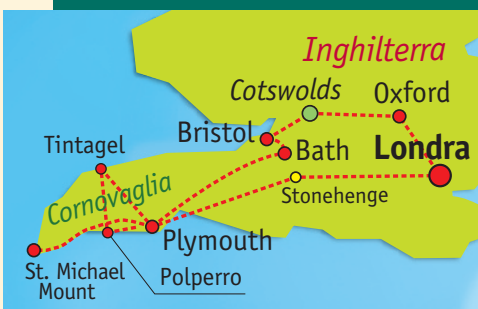 Inghilterra
Cotswolds
Oxford
Bristol
Londra
Tintagel
Bath
Stonehenge
Cornovaglia
Plymouth
St. Michael
Mount
Polperro